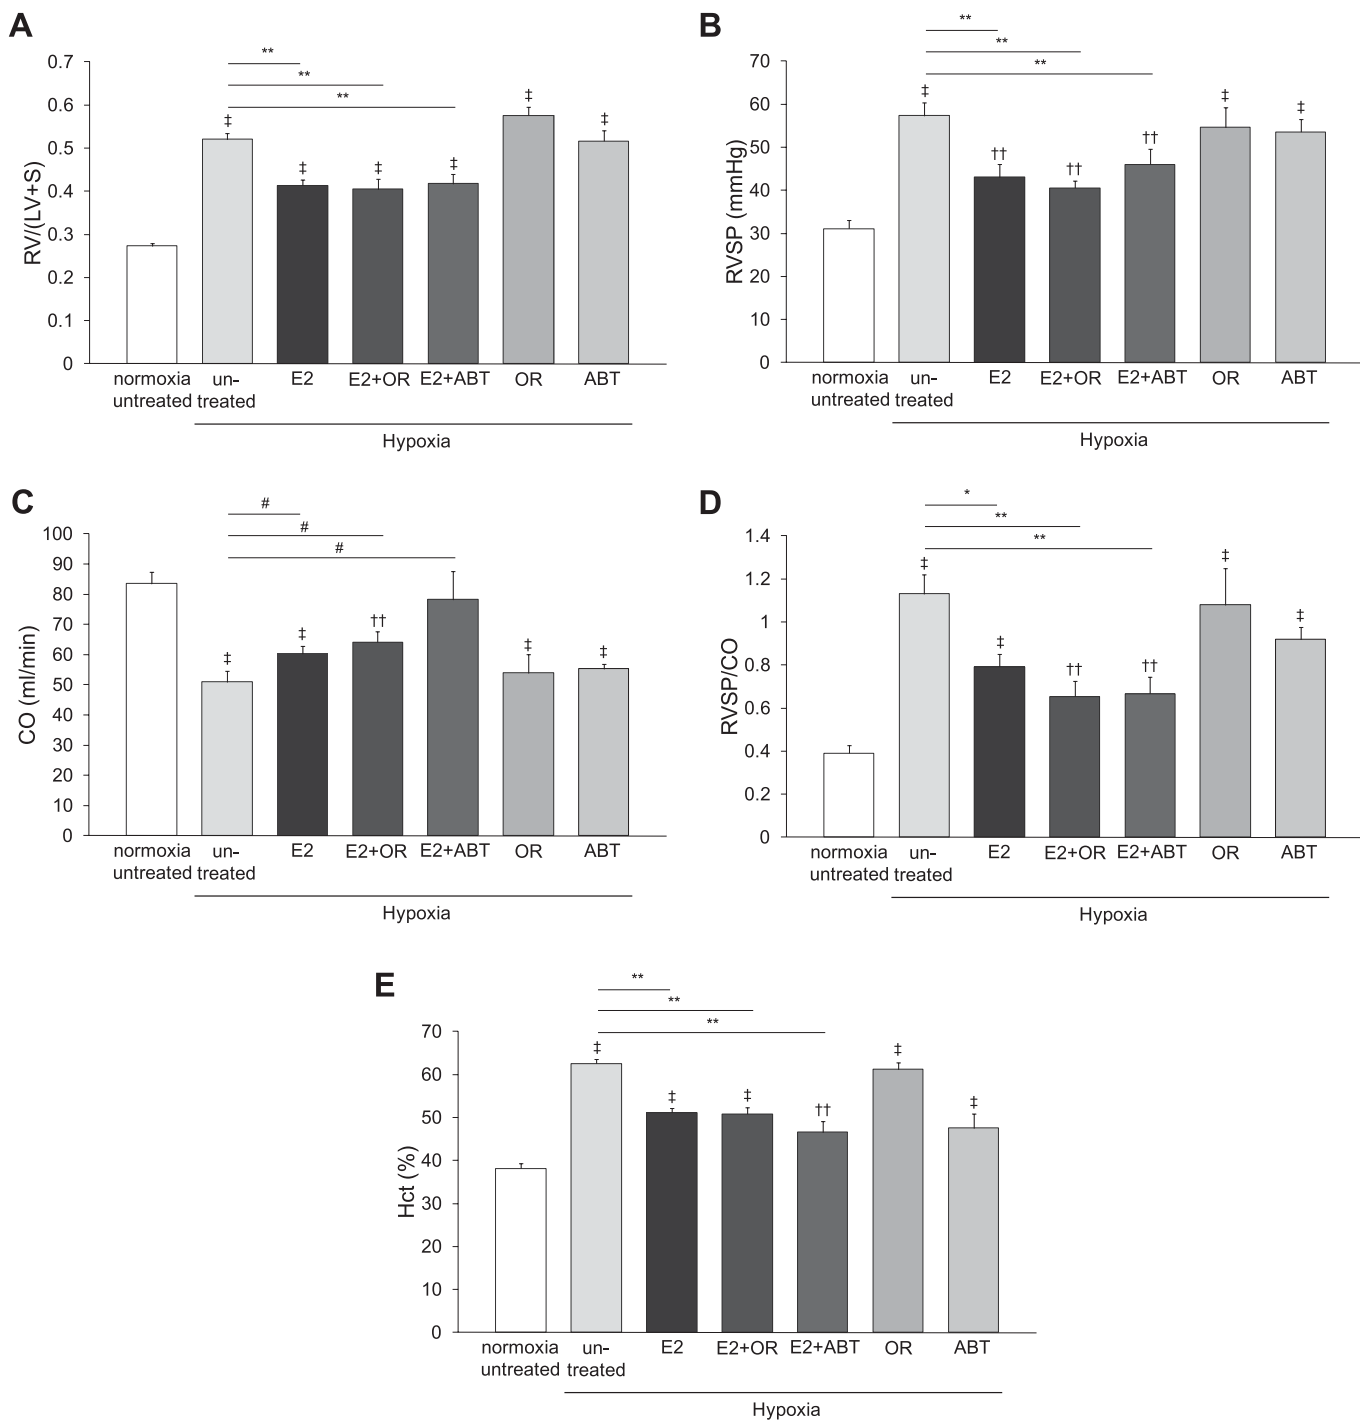 A
**
**
**
0.7
0.6
0.5
0.4
0.3
0.2
0.1
0
RV/(LV+S)
‡ ‡ ‡ ‡ ‡ ‡
normoxia un- E2 E2+OR E2+ABT OR ABT
untreated treated
Hypoxia
B
**
**
**
70
60
50
40
30
20
10
0
RVSP (mmHg)
‡ †† †† †† ‡ ‡
normoxia un- E2 E2+OR E2+ABT OR ABT
untreated treated
Hypoxia
C
#
#
#
100
90
80
70
60
50
40
30
20
10
0
CO (ml/min)
‡ ‡ †† ‡ ‡
normoxia un- E2 E2+OR E2+ABT OR ABT
untreated treated
Hypoxia
D
*
**
**
1.4
1.2
1
0.8
0.6
0.4
0.2
0
RVSP/CO
‡ ‡ †† †† ‡ ‡
normoxia un- E2 E2+OR E2+ABT OR ABT
untreated treated
Hypoxia
E
**
**
**
70
60
50
40
30
20
10
0
Hct (%)
‡ ‡ ‡ †† ‡ ‡
normoxia un- E2 E2+OR E2+ABT OR ABT
untreated treated
Hypoxia